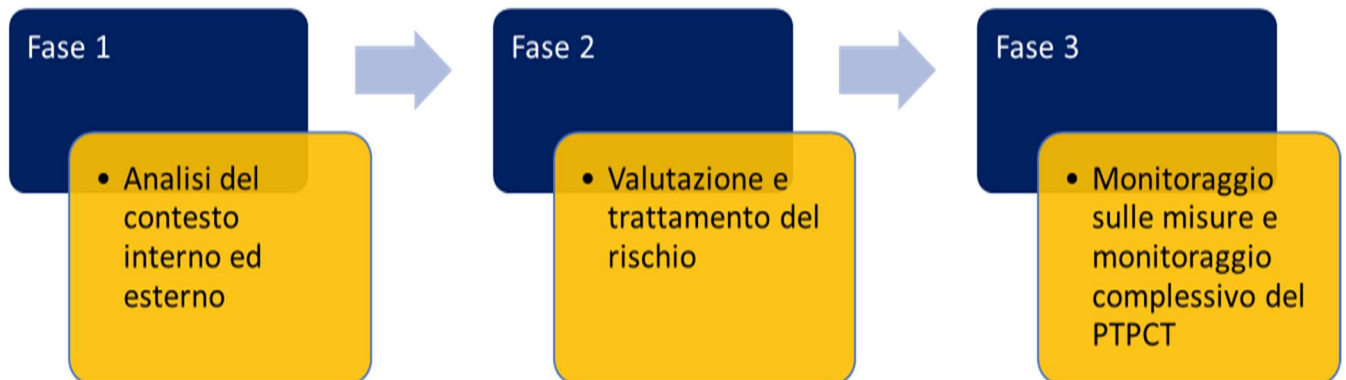 Fase 1
• Analisi del
contesto
interno ed
esterno
Fase 2
• Valutazione e
trattamento del
rischio
Fase 3
• Monitoraggio
sulle misure e
monitoraggio
complessivo del
PTPCT